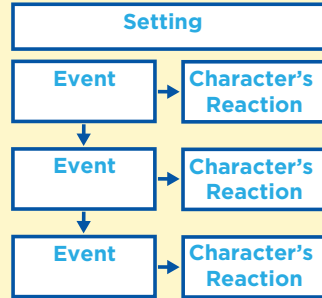 Setting
Event
Character's
Reaction
Event
Character's
Reaction
Event
Character's
Reaction